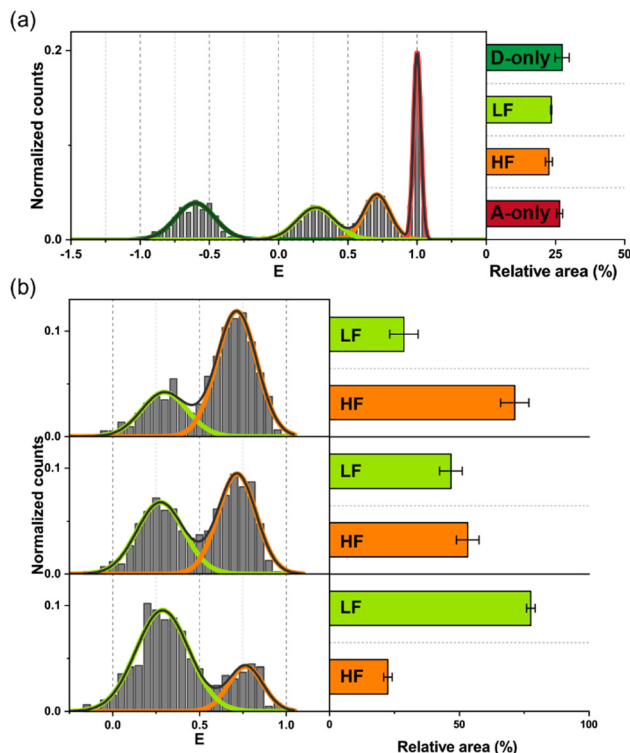 (a)
0.2
0.1
0.0
Normalized counts
-1.5 -1.0 -0.5 0.0 0.5 1.0
E
D-only
LF
HF
A-only
0 25 50
Relative area (%)
(b)
0.1
0.0
LF
HF
Normalized counts
0.1
0.0
LF
HF
0.1
0.0
LF
HF
0.0 0.5 1.0
E
0 50 100
Relative area (%)